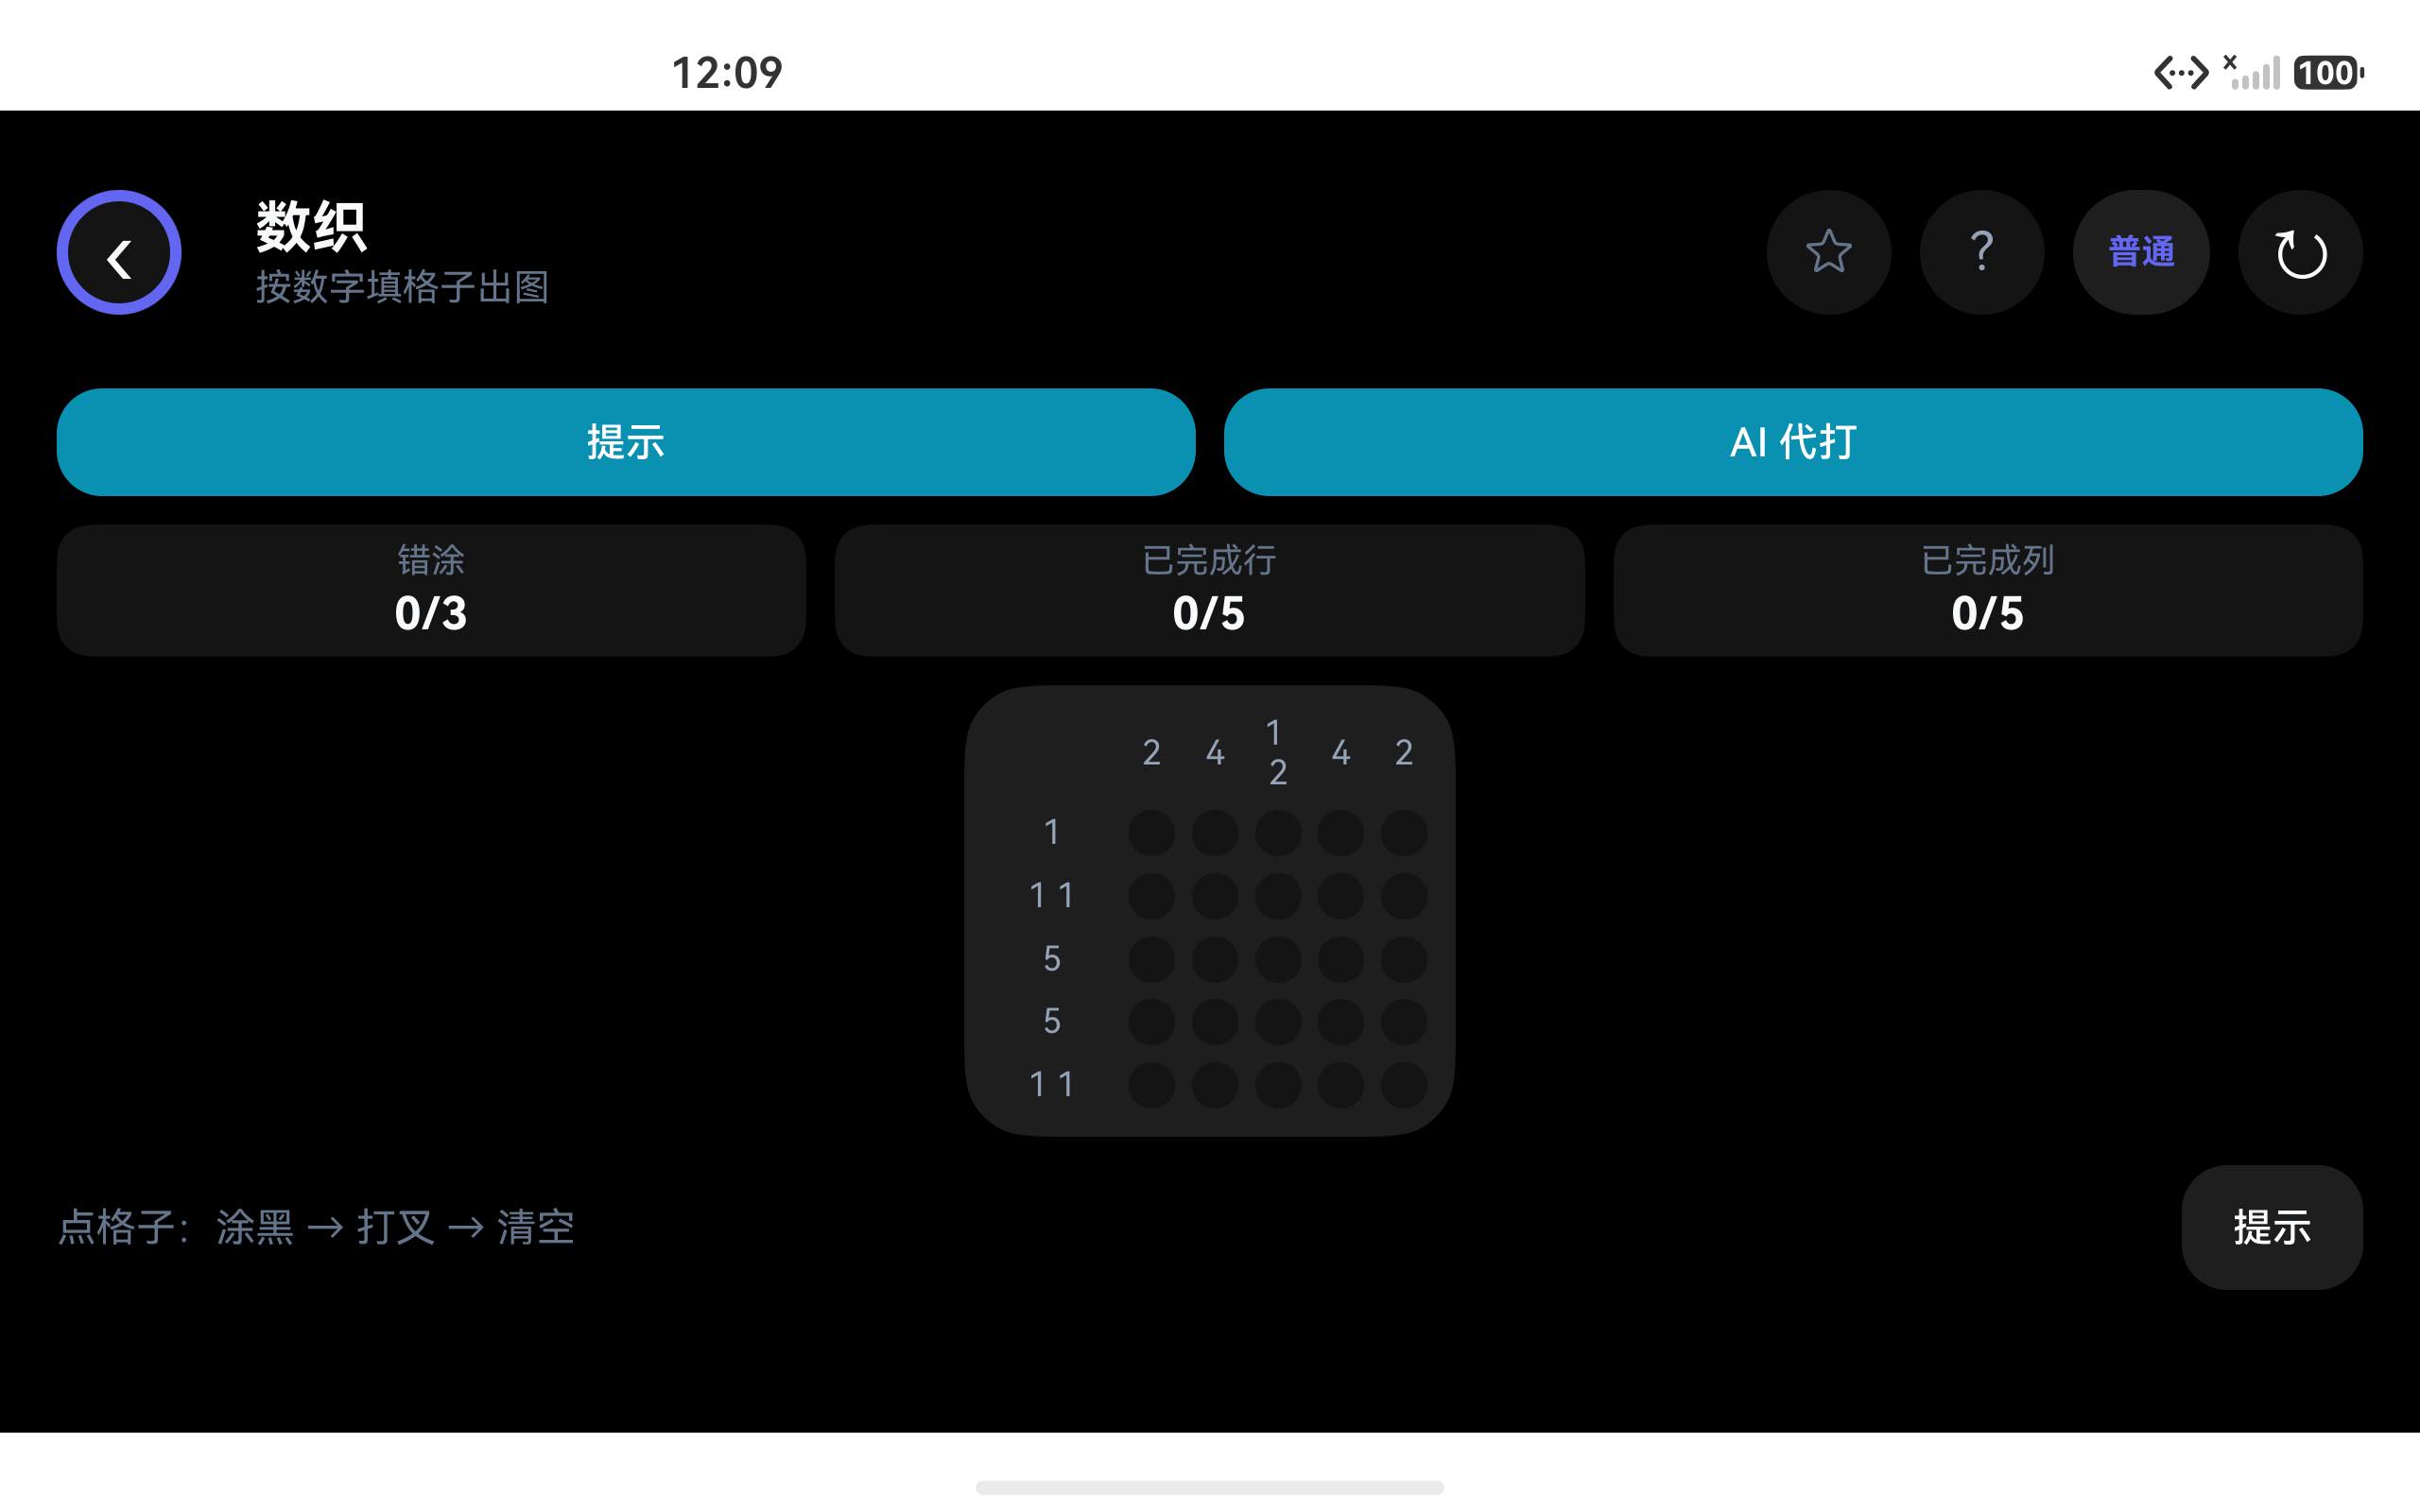 12:09
100
数织
按数字填格子出图
?
普通
提示
AI 代打
错涂
0/3
已完成行
0/5
已完成列
0/5
2 4 1 2 4 2
1
1 1
5
5
1 1
点格子：涂黑 → 打叉 → 清空
提示